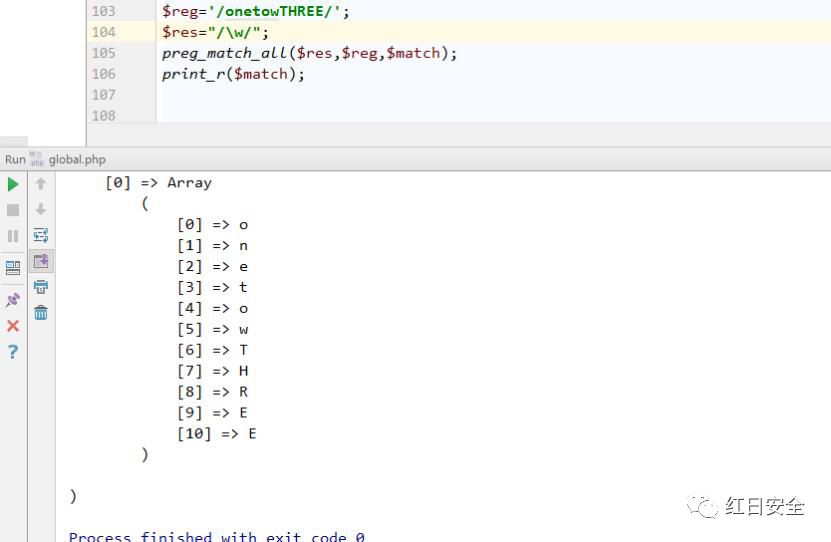 103 $reg='/onetowTHREE/';
104 $res="/\w/";
105 preg_match_all($res,$reg,$match);
106 print_r($match);
107
108
Run php global.php
[0] => Array
(
[0] => o
[1] => n
[2] => e
[3] => t
[4] => o
[5] => w
[6] => T
[7] => H
[8] => R
[9] => E
[10] => E
)
)
Process finished with exit code 0
红日安全